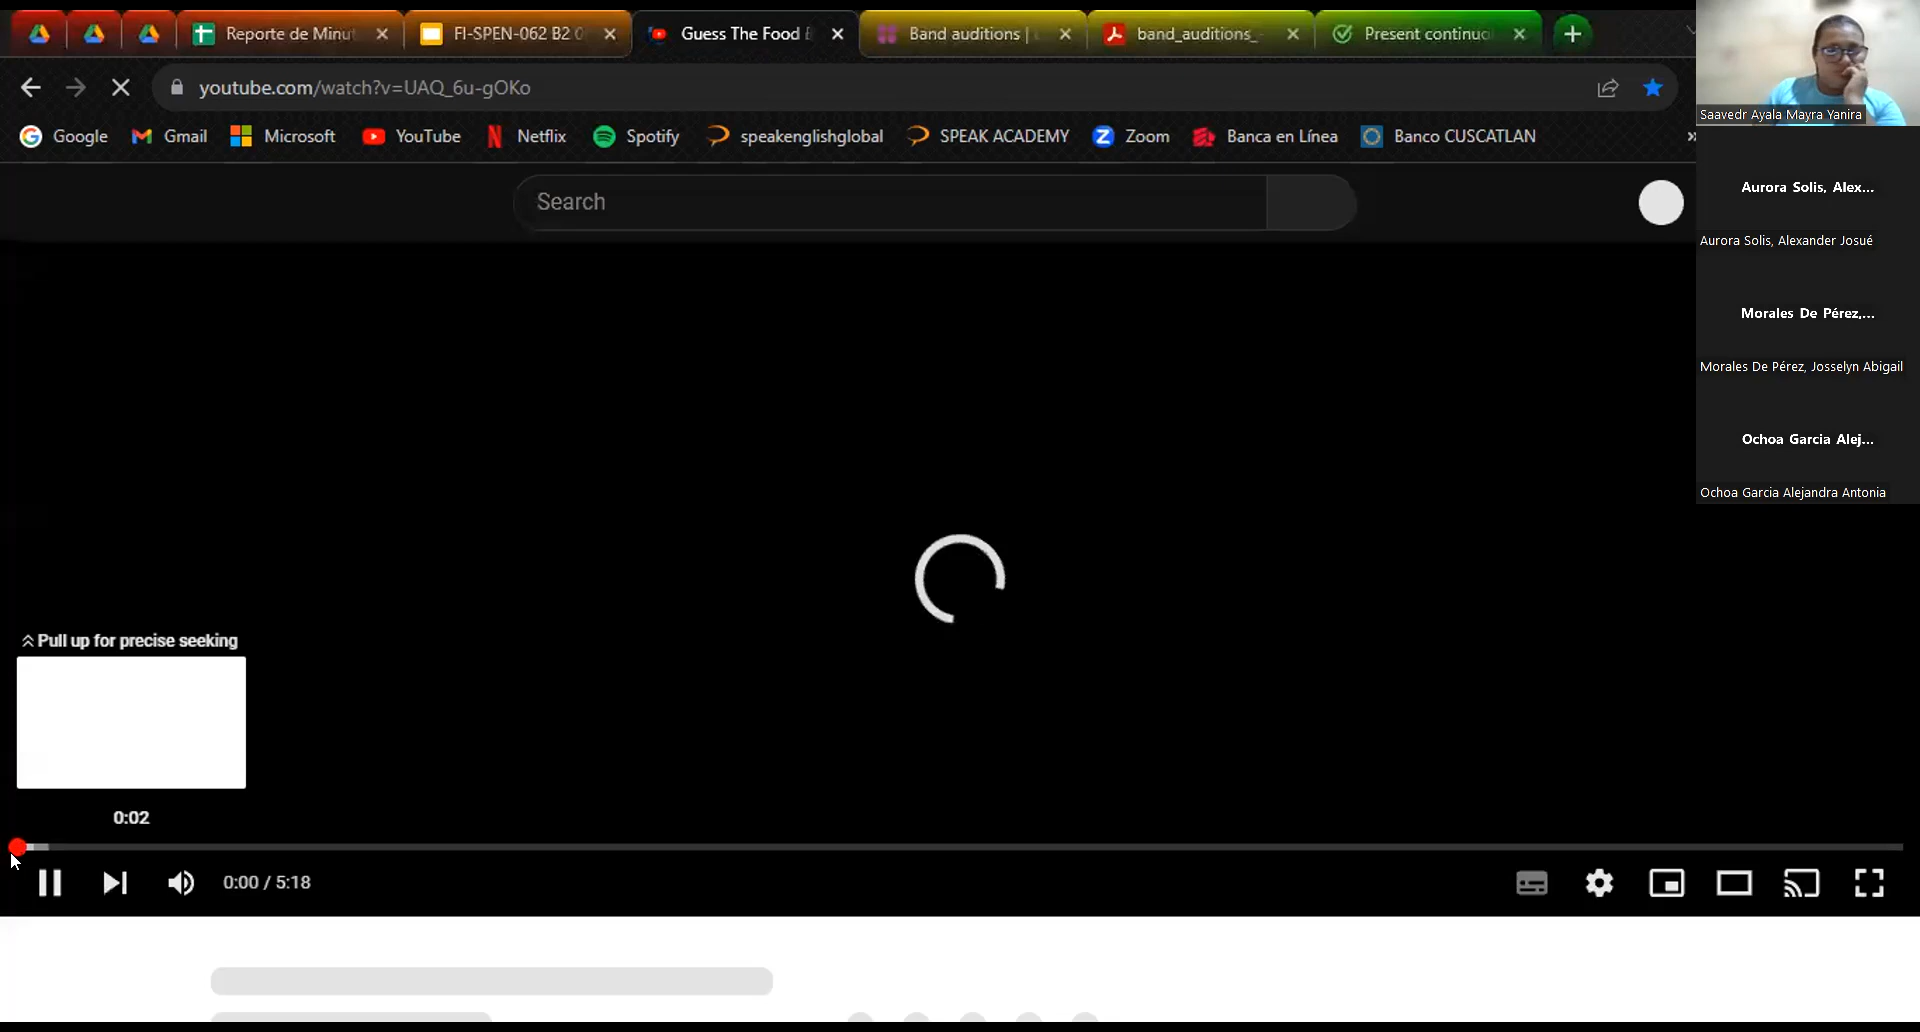 Reporte de Minut
FI-SPEN-062 B2 0
Guess The Food
Band auditions |
band_auditions_
Present continuo
youtube.com/watch?v=UAQ_6u-gOKo
Google
Gmail
Microsoft
YouTube
Netflix
Spotify
speakenglishglobal
SPEAK ACADEMY
Zoom
Banca en Línea
Banco CUSCATLAN
»
Search
Saavedr Ayala Mayra Yanira
Aurora Solis, Alex...
Aurora Solis, Alexander Josué
Morales De Pérez,...
Morales De Pérez, Josselyn Abigail
Ochoa Garcia Alej...
Ochoa Garcia Alejandra Antonia
Pull up for precise seeking
0:02
0:00 / 5:18